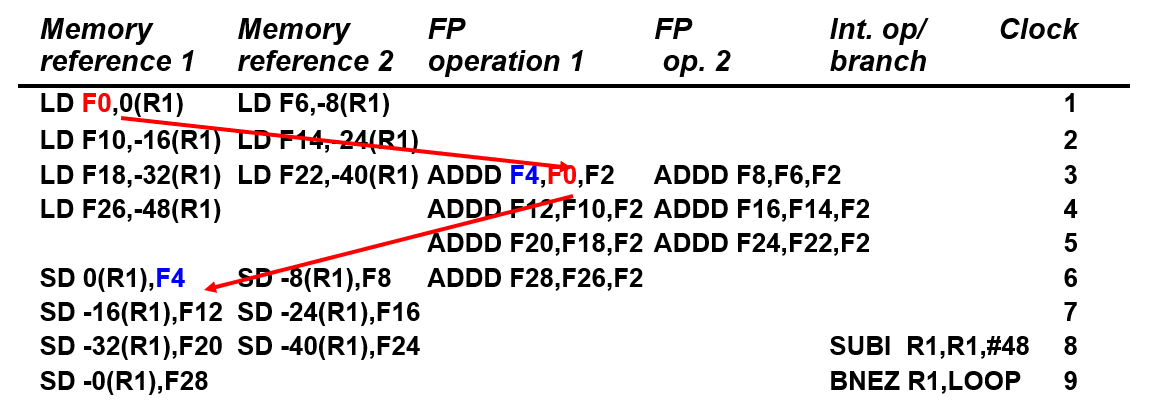 Memory reference 1 Memory reference 2 FP operation 1 FP op. 2 Int. op/ branch Clock
LD F0,0(R1) LD F6,-8(R1) 1
LD F10,-16(R1) LD F14,-24(R1) 2
LD F18,-32(R1) LD F22,-40(R1) ADDD F4,F0,F2 ADDD F8,F6,F2 3
LD F26,-48(R1) ADDD F12,F10,F2 ADDD F16,F14,F2 4
ADDD F20,F18,F2 ADDD F24,F22,F2 5
SD 0(R1),F4 SD -8(R1),F8 ADDD F28,F26,F2 6
SD -16(R1),F12 SD -24(R1),F16 7
SD -32(R1),F20 SD -40(R1),F24 SUBI R1,R1,#48 8
SD -0(R1),F28 BNEZ R1,LOOP 9